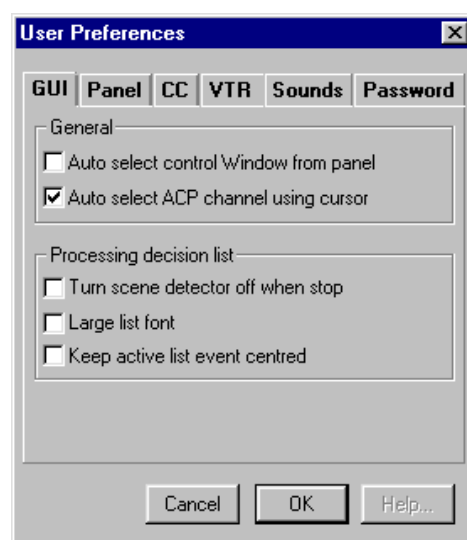 User Preferences
GUI Panel CC VTR Sounds Password
General
Auto select control Window from panel
Auto select ACP channel using cursor
Processing decision list
Turn scene detector off when stop
Large list font
Keep active list event centred
Cancel OK Help...